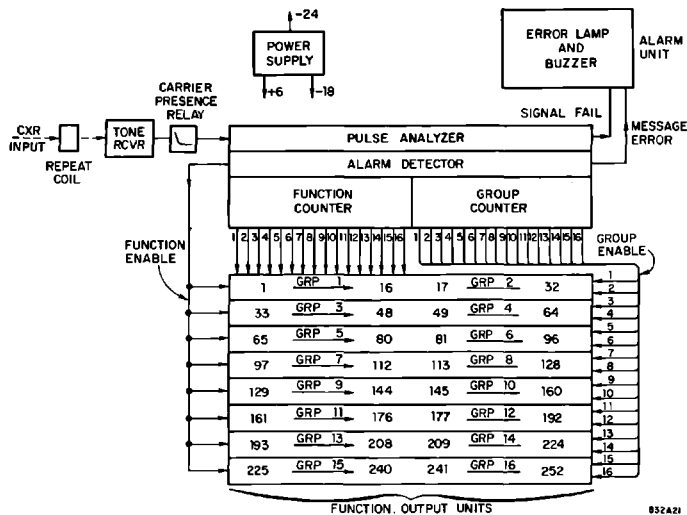 -24
POWER
SUPPLY
+6
-18
ERROR LAMP
AND
BUZZER
ALARM
UNIT
SIGNAL FAIL
MESSAGE
ERROR
CARRIER
PRESENCE
RELAY
CXR
INPUT
REPEAT
COIL
TONE
RCVR
PULSE ANALYZER
ALARM DETECTOR
FUNCTION
COUNTER
GROUP
COUNTER
1 2 3 4 5 6 7 8 9 10 11 12 13 14 15 16
1 2 3 4 5 6 7 8 9 10 11 12 13 14 15 16
FUNCTION
ENABLE
GROUP
ENABLE
1 GRP 1 16 17 GRP 2 32
33 GRP 3 48 49 GRP 4 64
65 GRP 5 80 81 GRP 6 96
97 GRP 7 112 113 GRP 8 128
129 GRP 9 144 145 GRP 10 160
161 GRP 11 176 177 GRP 12 192
193 GRP 13 208 209 GRP 14 224
225 GRP 15 240 241 GRP 16 252
1
2
3
4
5
6
7
8
9
10
11
12
13
14
15
16
FUNCTION, OUTPUT UNITS
832A21